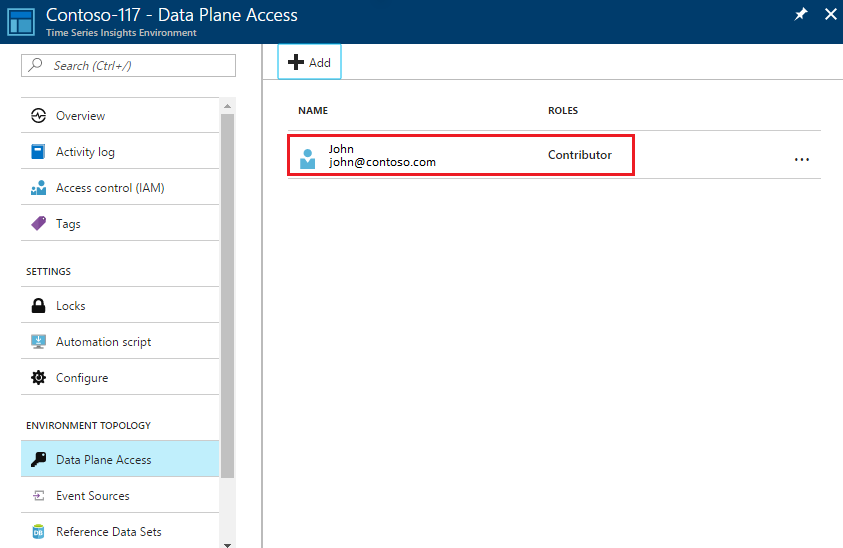 Contoso-117 - Data Plane Access
Time Series Insights Environment
Search (Ctrl+/)
Overview
Activity log
Access control (IAM)
Tags
SETTINGS
Locks
Automation script
Configure
ENVIRONMENT TOPOLOGY
Data Plane Access
Event Sources
DB
Reference Data Sets
Add
NAME ROLES
John
john@contoso.com Contributor